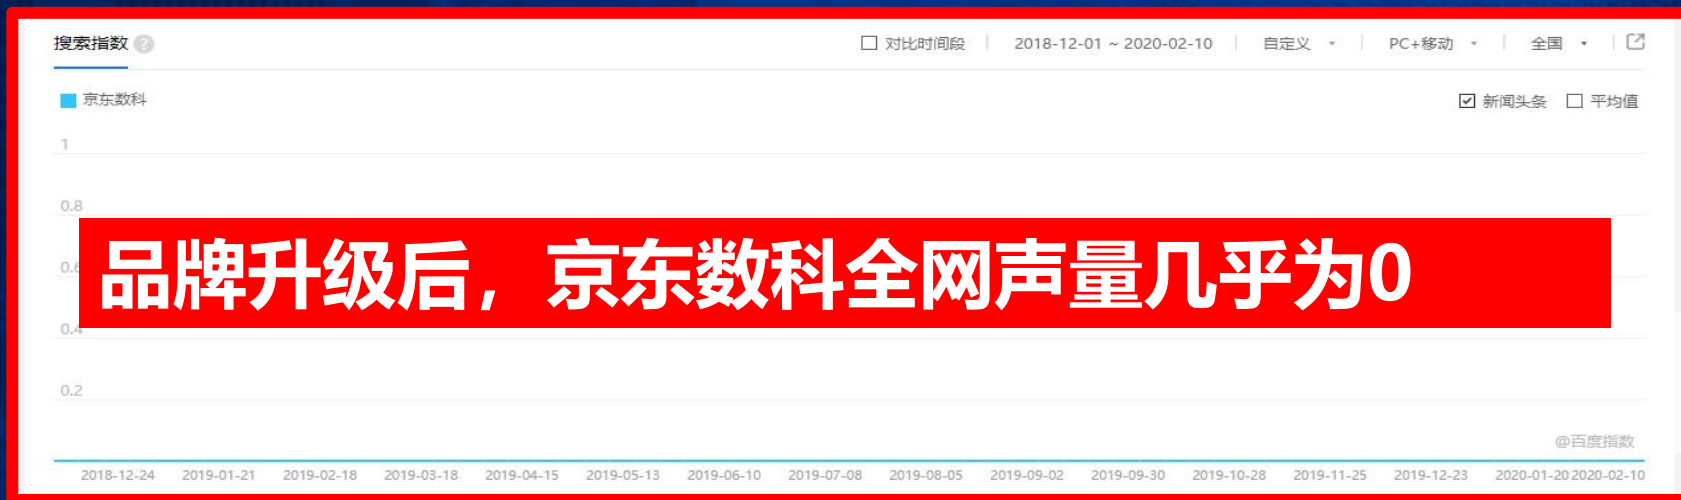 搜索指数 ?
对比时间段 2018-12-01 ~ 2020-02-10 自定义 PC+移动 全国
京东数科
新闻头条 平均值
1
0.8
品牌升级后，京东数科全网声量几乎为0
0.6
0.4
0.2
@百度指数
2018-12-24 2019-01-21 2019-02-18 2019-03-18 2019-04-15 2019-05-13 2019-06-10 2019-07-08 2019-08-05 2019-09-02 2019-09-30 2019-10-28 2019-11-25 2019-12-23 2020-01-20 2020-02-10